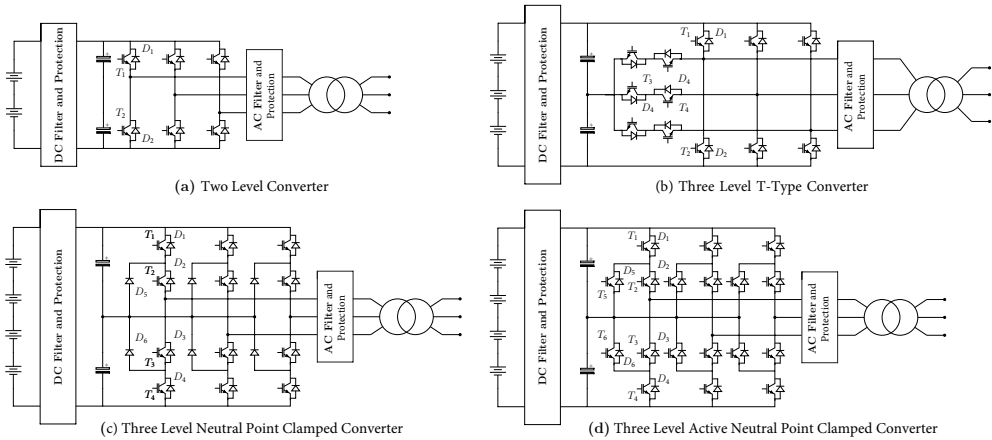 DC Filter and Protection
D1
T1
T2
D2
AC Filter and
Protection
(a) Two Level Converter
DC Filter and Protection
T1
D1
T3
D4
D4
T4
T2
D2
AC Filter and
Protection
(b) Three Level T-Type Converter
DC Filter and Protection
T1
D1
T2
D2
D5
D6
D3
T3
D4
T4
AC Filter and
Protection
(c) Three Level Neutral Point Clamped Converter
DC Filter and Protection
T1
D1
D5
D2
T5
T2
T6
T3
D3
D6
D4
T4
AC Filter and
Protection
(d) Three Level Active Neutral Point Clamped Converter